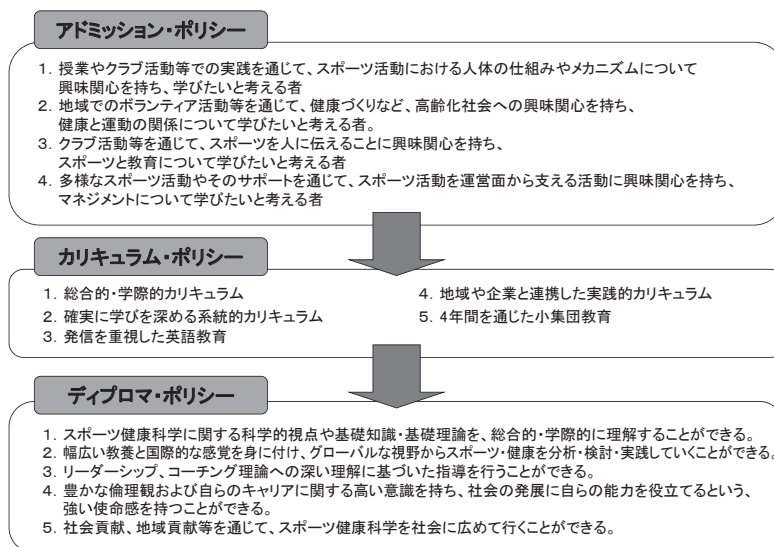 アドミッション・ポリシー
1. 授業やクラブ活動等での実践を通じて、スポーツ活動における人体の仕組みやメカニズムについて
興味関心を持ち、学びたいと考える者
2. 地域でのボランティア活動等を通じて、健康づくりなど、高齢化社会への興味関心を持ち、
健康と運動の関係について学びたいと考える者。
3. クラブ活動等を通じて、スポーツを人に伝えることに興味関心を持ち、
スポーツと教育について学びたいと考える者
4. 多様なスポーツ活動やそのサポートを通じて、スポーツ活動を運営面から支える活動に興味関心を持ち、
マネジメントについて学びたいと考える者
カリキュラム・ポリシー
1. 総合的・学際的カリキュラム
2. 確実に学びを深める系統的カリキュラム
3. 発信を重視した英語教育
4. 地域や企業と連携した実践的カリキュラム
5. 4年間を通じた小集団教育
ディプロマ・ポリシー
1. スポーツ健康科学に関する科学的視点や基礎知識・基礎理論を、総合的・学際的に理解することができる。
2. 幅広い教養と国際的な感覚を身に付け、グローバルな視野からスポーツ・健康を分析・検討・実践していくことができる。
3. リーダーシップ、コーチング理論への深い理解に基づいた指導を行うことができる。
4. 豊かな倫理観および自らのキャリアに関する高い意識を持ち、社会の発展に自らの能力を役立てるという、
強い使命感を持つことができる。
5. 社会貢献、地域貢献等を通じて、スポーツ健康科学を社会に広めて行くことができる。